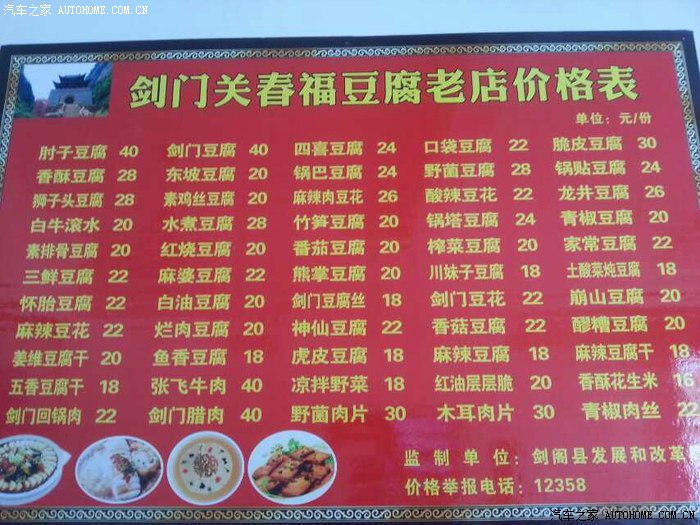 汽车之家 AUTOHOME.COM.CN
剑门关春福豆腐老店价格表
单位：元/份
肘子豆腐 40 剑门豆腐 40 四喜豆腐 24 口袋豆腐 22 脆皮豆腐 30
香酥豆腐 28 东坡豆腐 20 锅巴豆腐 24 野菌豆腐 28 锅贴豆腐 24
狮子头豆腐 28 素鸡丝豆腐 20 麻辣肉豆花 26 酸辣豆花 22 龙井豆腐 26
白牛滚水 20 水煮豆腐 28 竹笋豆腐 20 锅塔豆腐 24 青椒豆腐 20
素排骨豆腐 20 红烧豆腐 20 番茄豆腐 20 榨菜豆腐 20 家常豆腐 22
三鲜豆腐 22 麻婆豆腐 22 熊掌豆腐 20 川妹子豆腐 18 土酸菜炖豆腐 18
怀胎豆腐 22 白油豆腐 20 剑门豆腐丝 18 剑门豆花 22 崩山豆腐 20
麻辣豆花 22 烂肉豆腐 20 神仙豆腐 22 香菇豆腐 22 醪糟豆腐 20
姜维豆腐干 20 鱼香豆腐 18 虎皮豆腐 18 麻辣豆腐 18 麻辣豆腐干 18
五香豆腐干 18 张飞牛肉 40 凉拌野菜 18 红油层层脆 20 香酥花生米 16
剑门回锅肉 22 剑门腊肉 40 野菌肉片 30 木耳肉片 30 青椒肉丝 22
监制单位：剑阁县发展和改革
价格举报电话：12358
汽车之家 AUTOHOME.COM.CN